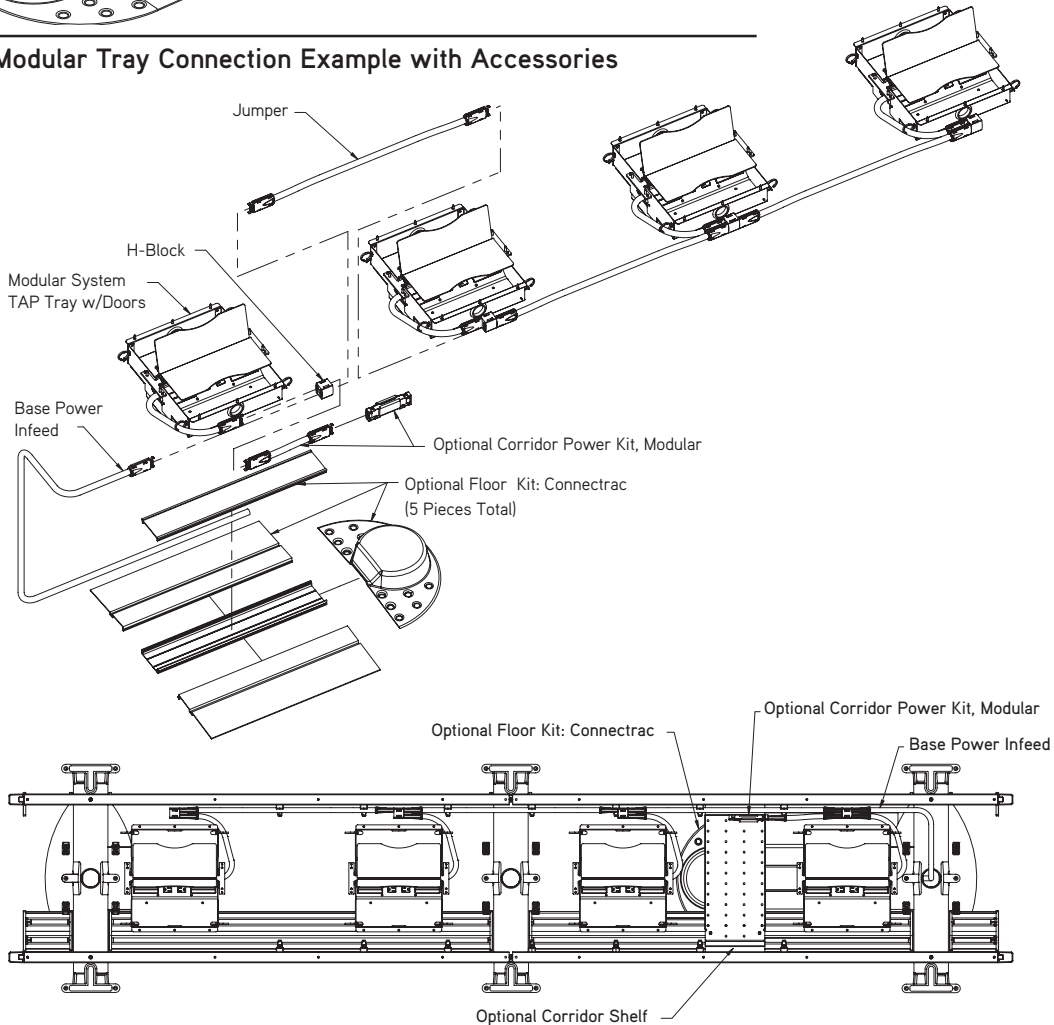 Modular Tray Connection Example with Accessories
Jumper
H-Block
Modular System
TAP Tray w/Doors
Base Power
Infeed
Optional Corridor Power Kit, Modular
Optional Floor Kit: Connectrac
(5 Pieces Total)
Optional Corridor Power Kit, Modular
Optional Floor Kit: Connectrac
Base Power Infeed
Optional Corridor Shelf